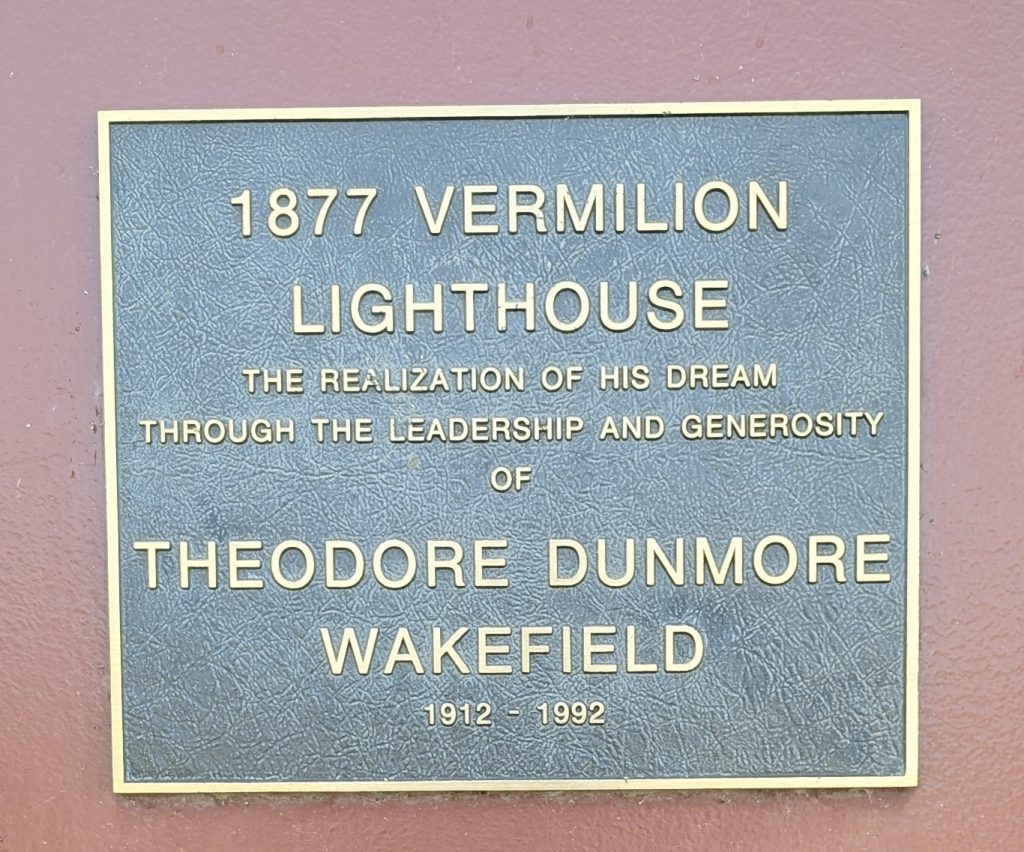 1877 VERMILION
LIGHTHOUSE
THE REALIZATION OF HIS DREAM
THROUGH THE LEADERSHIP AND GENEROSITY
OF
THEODORE DUNMORE
WAKEFIELD
1912 - 1992